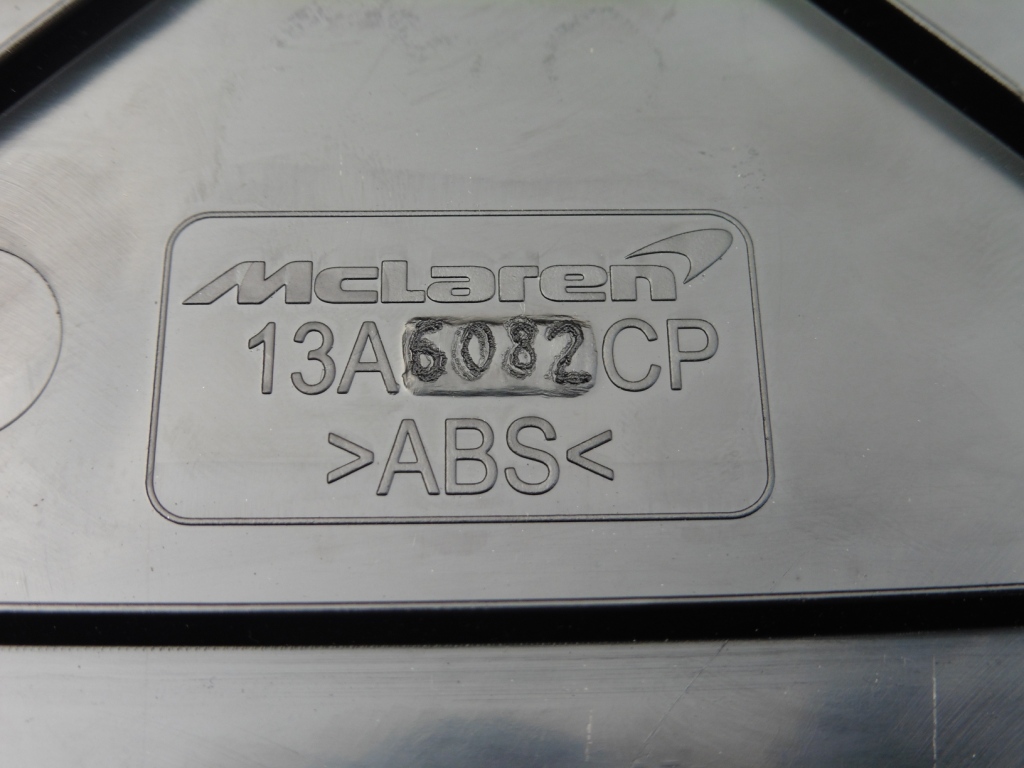 McLaren
13A6082CP
>ABS<